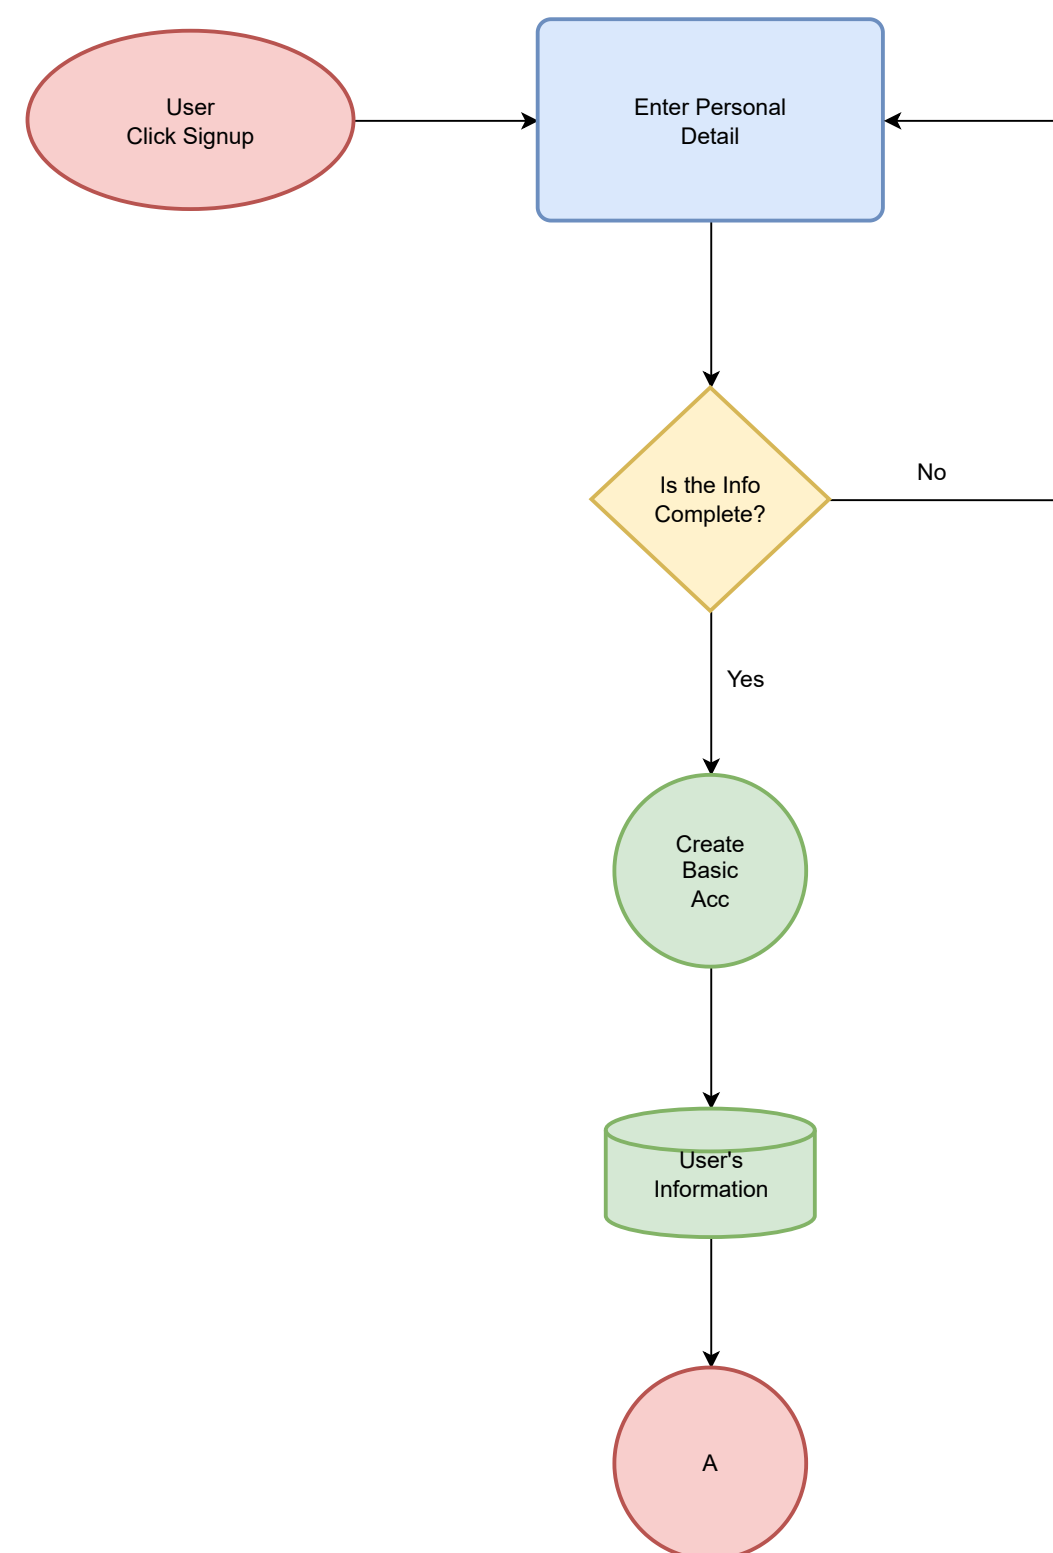 User
Click Signup
Enter Personal
Detail
Is the Info
Complete?
No
Yes
Create
Basic
Acc
User's
Information
A